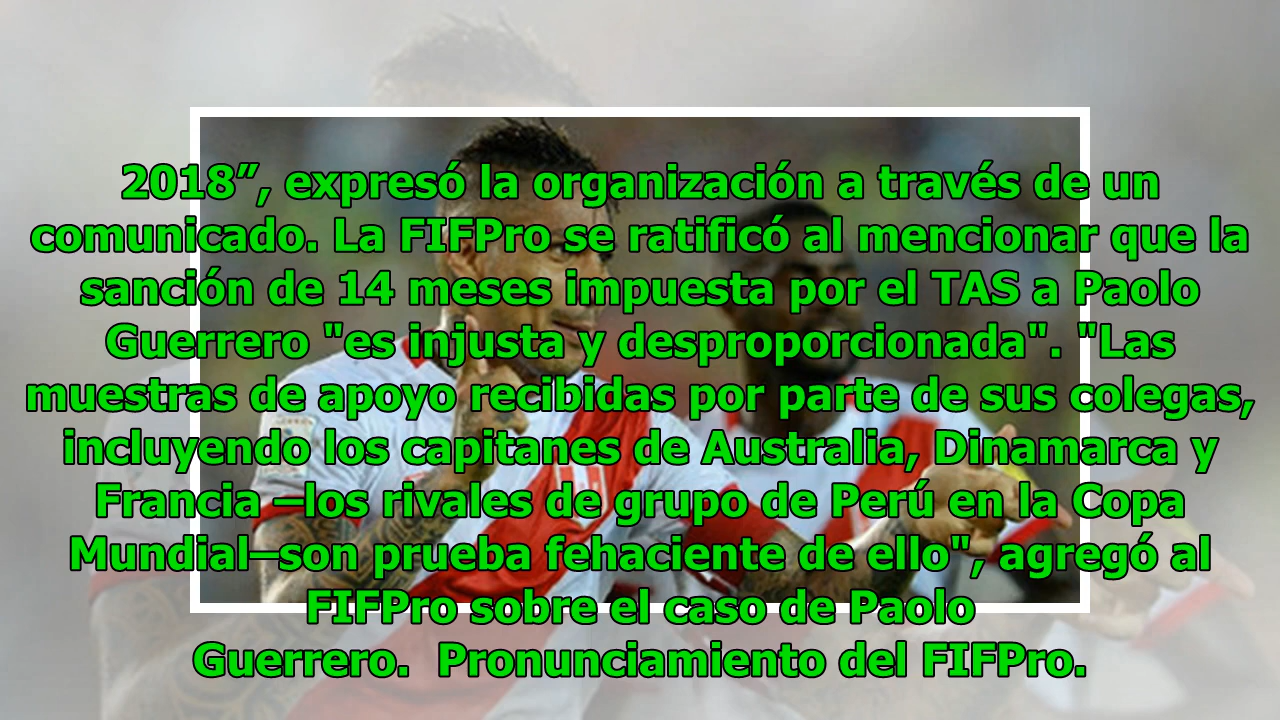 2018”, expresó la organización a través de un
comunicado. La FIFPro se ratificó al mencionar que la
sanción de 14 meses impuesta por el TAS a Paolo
Guerrero "es injusta y desproporcionada". "Las
muestras de apoyo recibidas por parte de sus colegas,
incluyendo los capitanes de Australia, Dinamarca y
Francia –los rivales de grupo de Perú en la Copa
Mundial–son prueba fehaciente de ello", agregó al
FIFPro sobre el caso de Paolo
Guerrero.  Pronunciamiento del FIFPro.